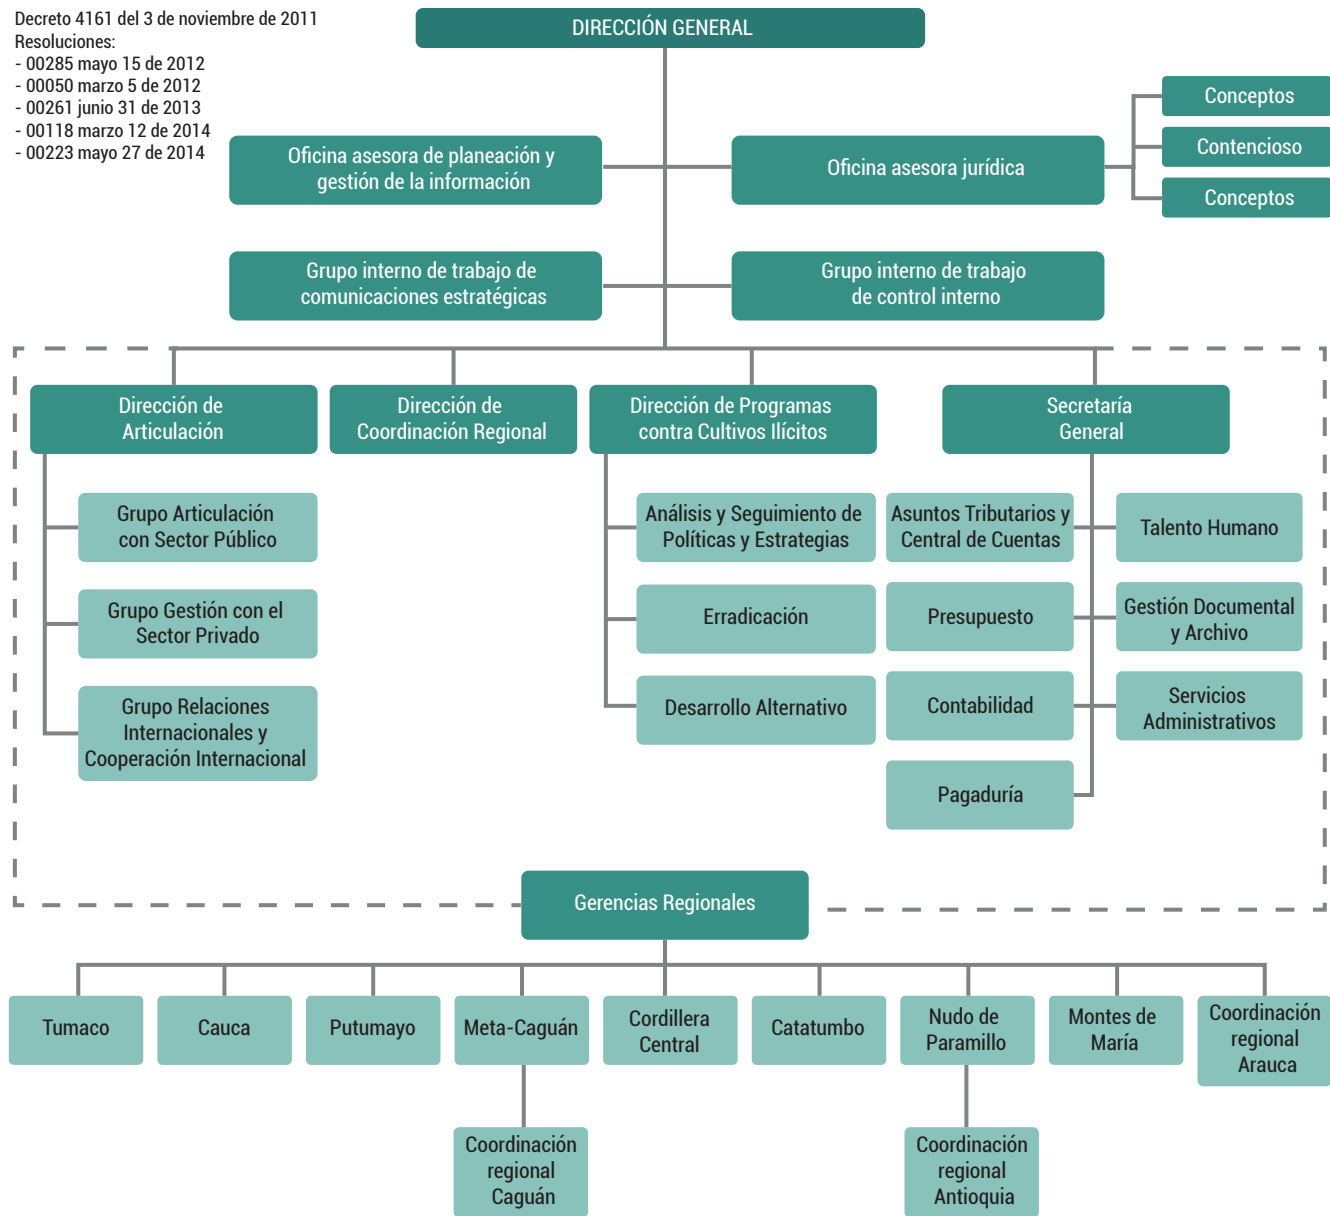 Decreto 4161 del 3 de noviembre de 2011
Resoluciones:
- 00285 mayo 15 de 2012
- 00050 marzo 5 de 2012
- 00261 junio 31 de 2013
- 00118 marzo 12 de 2014
- 00223 mayo 27 de 2014
DIRECCIÓN GENERAL
Oficina asesora de planeación y
gestión de la información
Oficina asesora jurídica
Conceptos
Contencioso
Conceptos
Grupo interno de trabajo de
comunicaciones estratégicas
Grupo interno de trabajo
de control interno
Dirección de
Articulación
Dirección de
Coordinación Regional
Dirección de Programas
contra Cultivos Ilícitos
Secretaría
General
Grupo Articulación
con Sector Público
Grupo Gestión con el
Sector Privado
Grupo Relaciones
Internacionales y
Cooperación Internacional
Análisis y Seguimiento de
Políticas y Estrategias
Erradicación
Desarrollo Alternativo
Asuntos Tributarios y
Central de Cuentas
Presupuesto
Contabilidad
Pagaduría
Talento Humano
Gestión Documental
y Archivo
Servicios
Administrativos
Gerencias Regionales
Tumaco
Cauca
Putumayo
Meta-Caguán
Cordillera
Central
Catatumbo
Nudo de
Paramillo
Montes de
María
Coordinación
regional
Arauca
Coordinación
regional
Caguán
Coordinación
regional
Antioquia